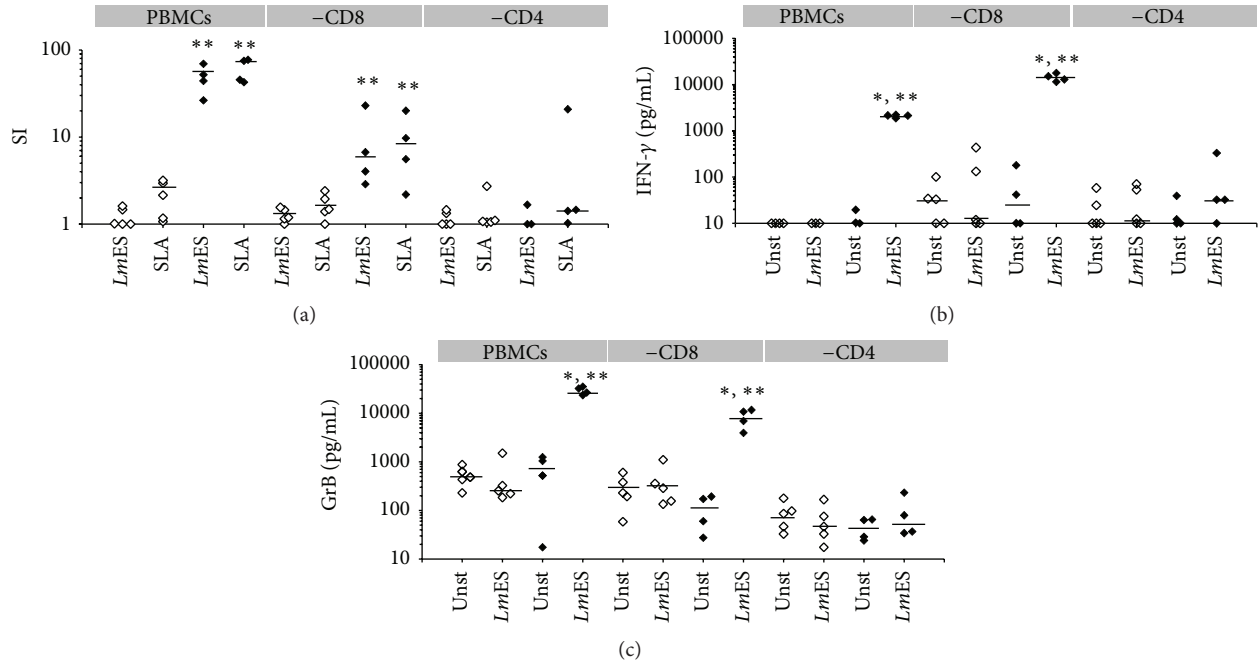 PBMCs −CD8 −CD4
** ** ** **
100
10
1
SI
LmES SLA LmES SLA LmES SLA LmES SLA LmES SLA LmES SLA
(a)
PBMCs −CD8 −CD4
*, ** *, **
100000
10000
1000
100
10
IFN-γ (pg/mL)
Unst LmES Unst LmES Unst LmES Unst LmES Unst LmES Unst LmES
(b)
PBMCs −CD8 −CD4
*, ** *, **
100000
10000
1000
100
10
GrB (pg/mL)
Unst LmES Unst LmES Unst LmES Unst LmES Unst LmES Unst LmES
(c)